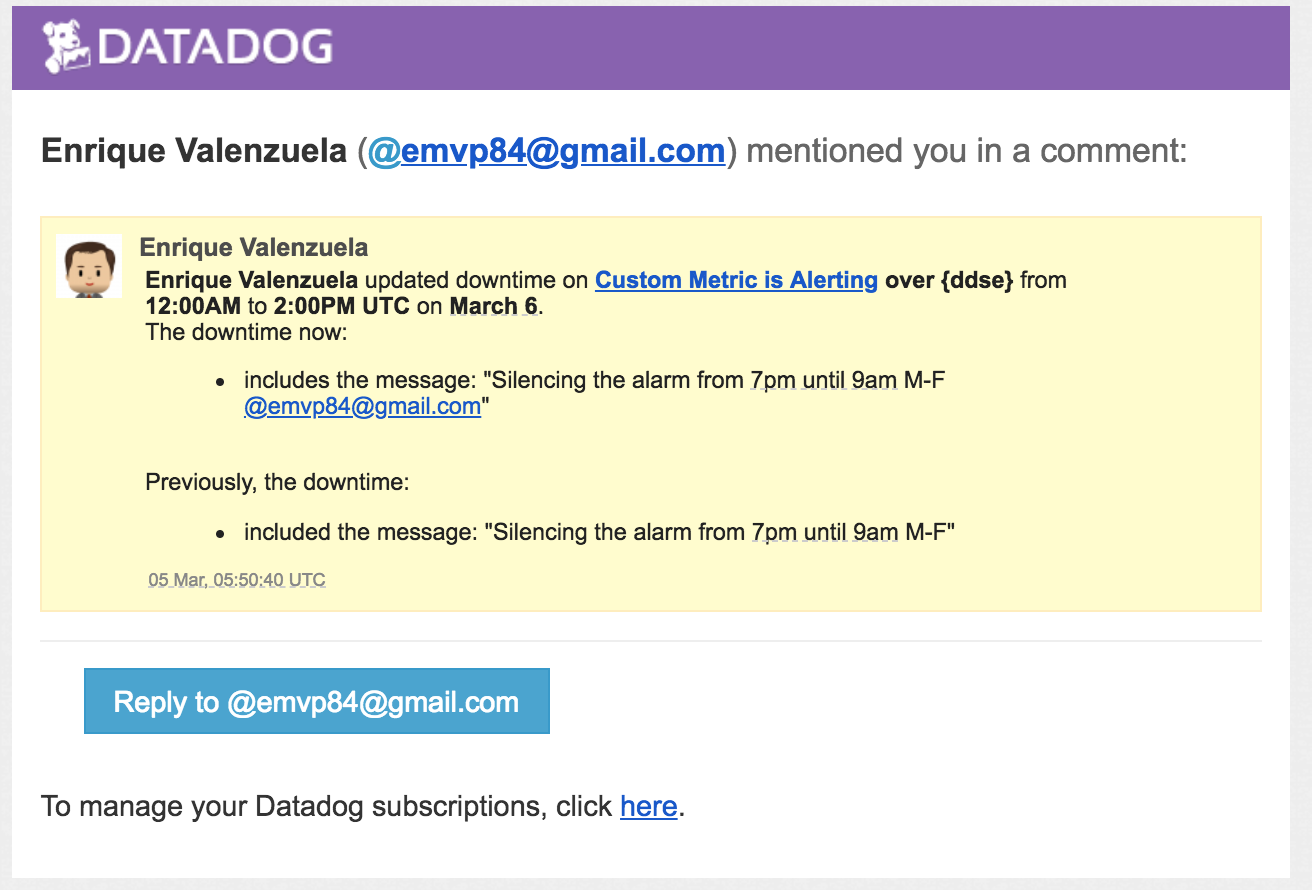 DATADOG
Enrique Valenzuela (@emvp84@gmail.com) mentioned you in a comment:
Enrique Valenzuela
Enrique Valenzuela updated downtime on Custom Metric is Alerting over {ddse} from
12:00AM to 2:00PM UTC on March 6.
The downtime now:
• includes the message: "Silencing the alarm from 7pm until 9am M-F
@emvp84@gmail.com"
Previously, the downtime:
• included the message: "Silencing the alarm from 7pm until 9am M-F"
05 Mar, 05:50:40 UTC
Reply to @emvp84@gmail.com
To manage your Datadog subscriptions, click here.